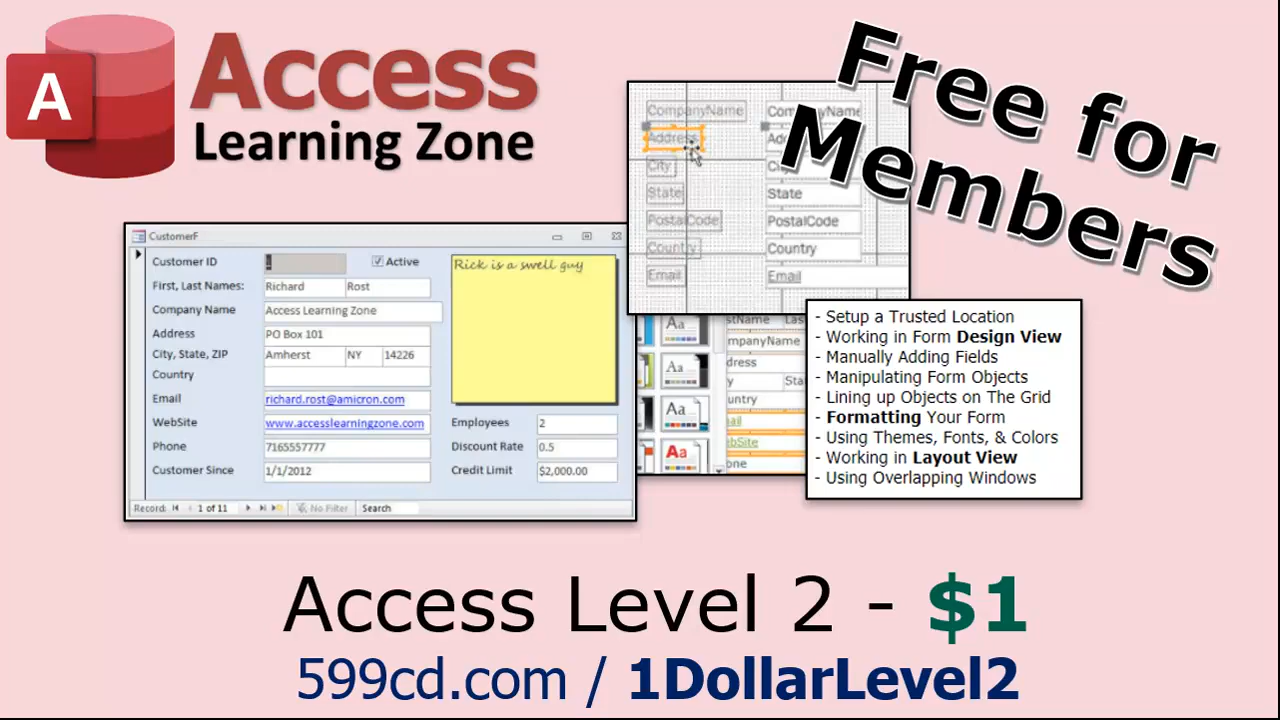 A
Access
Learning Zone
Free for
Members
CompanyName CompanyName
Address
City
State State
PostalCode PostalCode
Country Country
Email Email
CustomerF
Customer ID Active
First, Last Names: Richard Rost
Company Name Access Learning Zone
Address PO Box 101
City, State, ZIP Amherst NY 14226
Country
Email richard.rost@amicron.com
WebSite www.accesslearningzone.com
Phone 7165557777
Customer Since 1/1/2012
Rick is a swell guy
Employees 2
Discount Rate 0.5
Credit Limit $2,000.00
Record: 1 of 11 No Filter Search
Aa
Aa
Aa
Aa
- Setup a Trusted Location
- Working in Form Design View
- Manually Adding Fields
- Manipulating Form Objects
- Lining up Objects on The Grid
- Formatting Your Form
- Using Themes, Fonts, & Colors
- Working in Layout View
- Using Overlapping Windows
Access Level 2 - $1
599cd.com / 1DollarLevel2